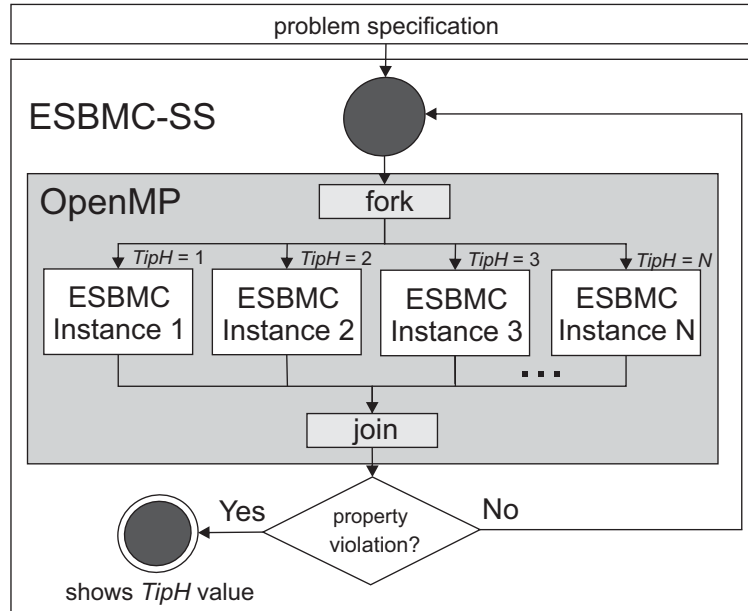 problem specification
ESBMC-SS
OpenMP
fork
TipH = 1
TipH = 2
TipH = 3
TipH = N
ESBMC
Instance 1
ESBMC
Instance 2
ESBMC
Instance 3
ESBMC
Instance N
...
join
Yes
property
violation?
No
shows TipH value